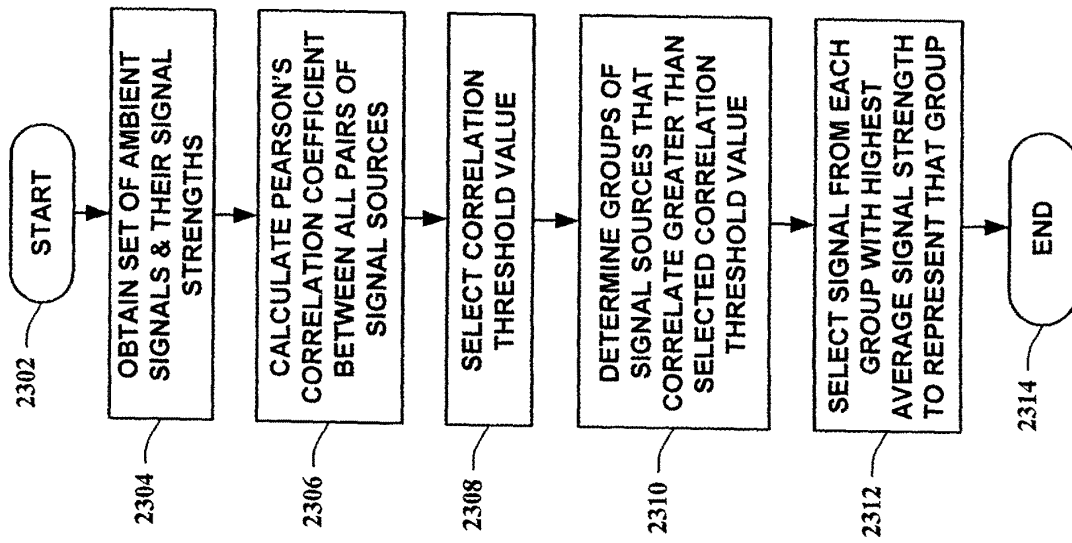 START
2302
OBTAIN SET OF AMBIENT
SIGNALS & THEIR SIGNAL
STRENGTHS
2304
CALCULATE PEARSON'S
CORRELATION COEFFICIENT
BETWEEN ALL PAIRS OF
SIGNAL SOURCES
2306
SELECT CORRELATION
THRESHOLD VALUE
2308
DETERMINE GROUPS OF
SIGNAL SOURCES THAT
CORRELATE GREATER THAN
SELECTED CORRELATION
THRESHOLD VALUE
2310
SELECT SIGNAL FROM EACH
GROUP WITH HIGHEST
AVERAGE SIGNAL STRENGTH
TO REPRESENT THAT GROUP
2312
END
2314